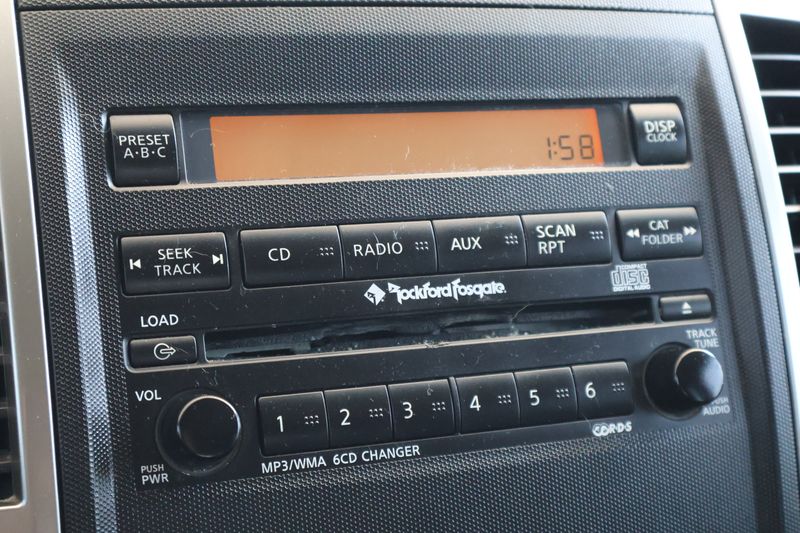 PRESET
A·B·C
1:58
DISP
CLOCK
SEEK
TRACK
CD
RADIO
AUX
SCAN
RPT
CAT
FOLDER
Rockford Fosgate
COMPACT
disc
DIGITAL AUDIO
LOAD
TRACK
TUNE
VOL
1
2
3
4
5
6
PUSH
AUDIO
PUSH
PWR
MP3/WMA 6CD CHANGER
R·D·S